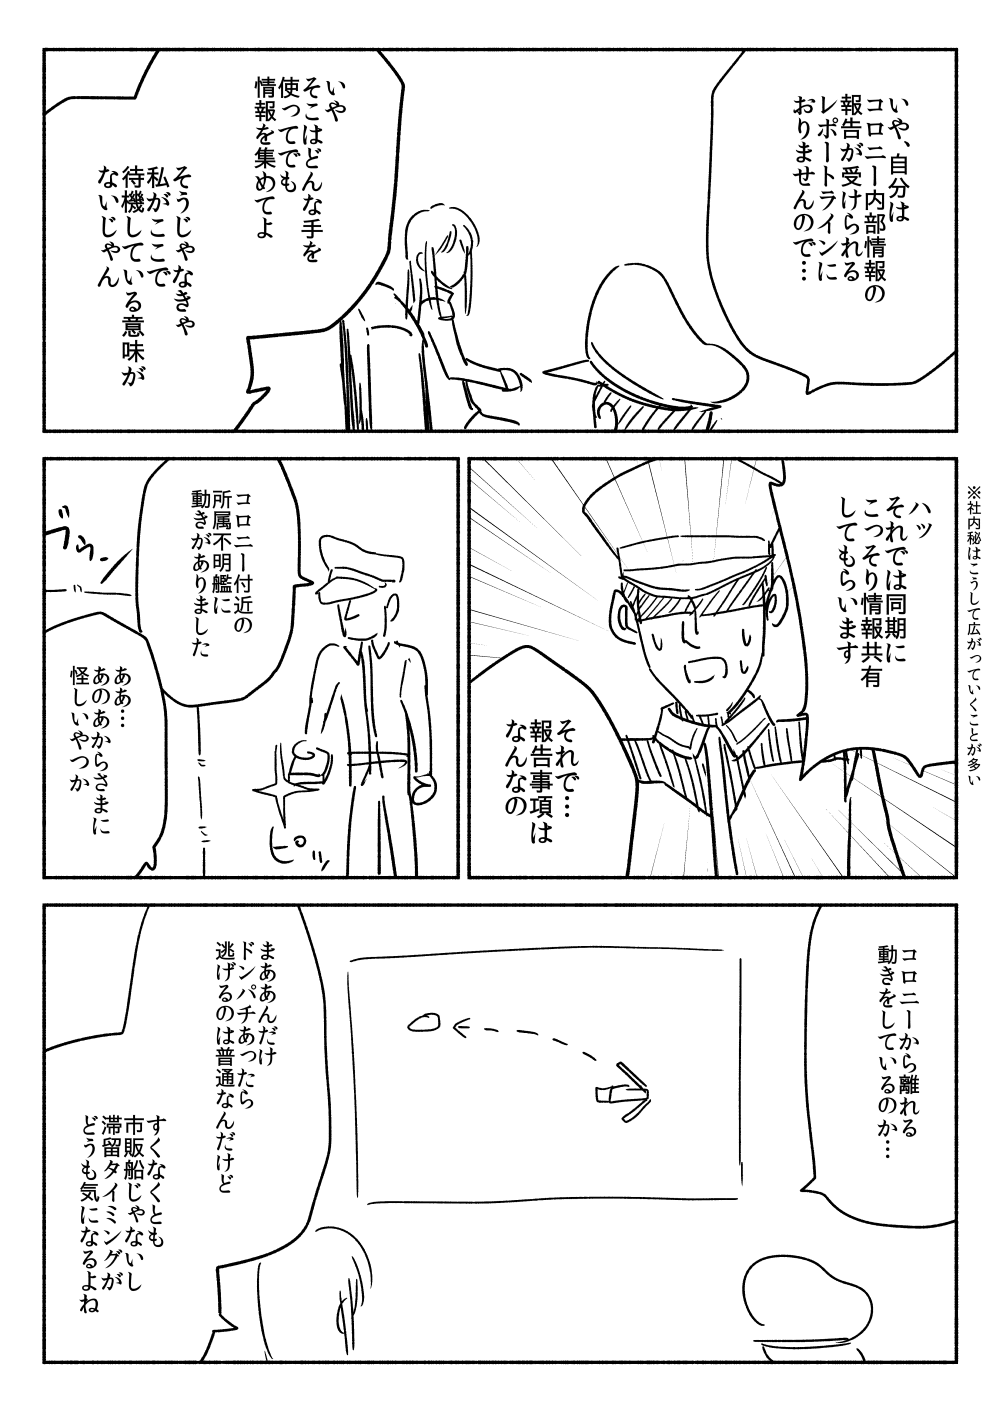 いや、自分は
コロニー内部情報の
報告が受けられる
レポートラインに
おりませんので…
いや
そこはどんな手を
使ってでも
情報を集めてよ
そうじゃなきゃ
私がここで
待機している意味が
ないじゃん
※社内秘はこうして広がっていくことが多い
ハッ
それでは同期に
こっそり情報共有
してもらいます
それで…
報告事項は
なんなの
コロニー付近の
所属不明艦に
動きがありました
ピッ
ブゥン
ああ…
あのあからさまに
怪しいやつか
コロニーから離れる
動きをしているのか…
まああんだけ
ドンパチあったら
逃げるのは普通なんだけど
すくなくとも
市販船じゃないし
滞留タイミングが
どうも気になるよね